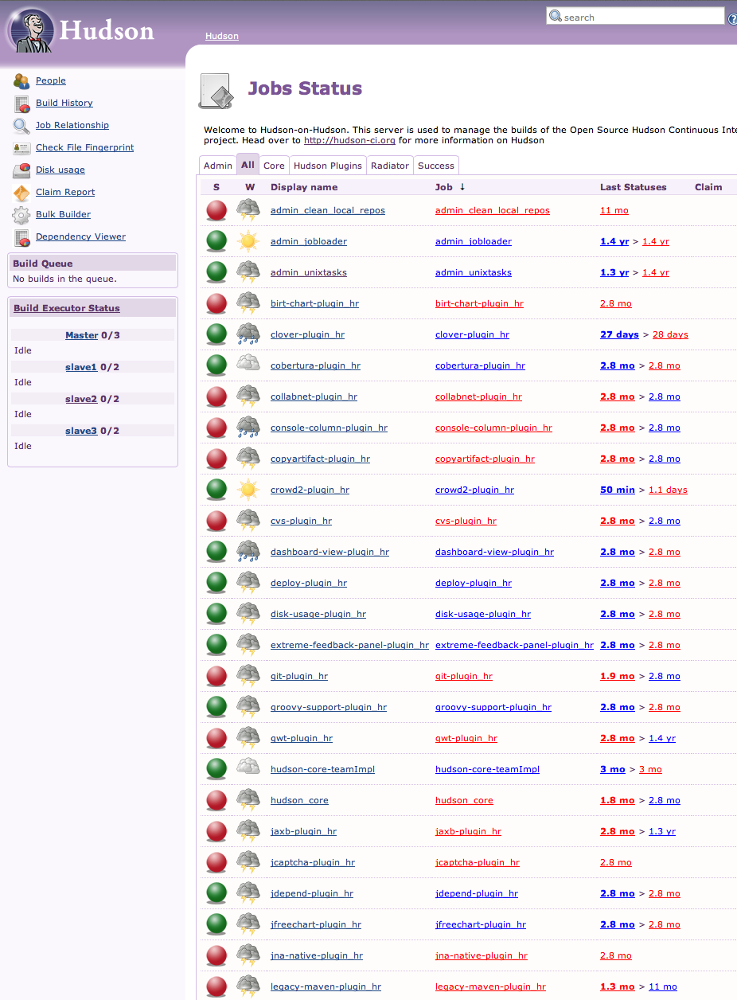 Hudson
search
Hudson
People
Build History
Job Relationship
Check File Fingerprint
Disk usage
Claim Report
Bulk Builder
Dependency Viewer
Build Queue
No builds in the queue.
Build Executor Status
Master 0/3
Idle
slave1 0/2
Idle
slave2 0/2
Idle
slave3 0/2
Idle
Jobs Status
Welcome to Hudson-on-Hudson. This server is used to manage the builds of the Open Source Hudson Continuous Inte
project. Head over to http://hudson-ci.org for more information on Hudson
Admin All Core Hudson Plugins Radiator Success
S W Display name Job ↓ Last Statuses Claim
admin_clean_local_repos admin_clean_local_repos 11 mo
admin_jobloader admin_jobloader 1.4 yr > 1.4 yr
admin_unixtasks admin_unixtasks 1.3 yr > 1.4 yr
birt-chart-plugin_hr birt-chart-plugin_hr 2.8 mo
clover-plugin_hr clover-plugin_hr 27 days > 28 days
cobertura-plugin_hr cobertura-plugin_hr 2.8 mo > 2.8 mo
collabnet-plugin_hr collabnet-plugin_hr 2.8 mo > 2.8 mo
console-column-plugin_hr console-column-plugin_hr 2.8 mo > 2.8 mo
copyartifact-plugin_hr copyartifact-plugin_hr 2.8 mo > 2.8 mo
crowd2-plugin_hr crowd2-plugin_hr 50 min > 1.1 days
cvs-plugin_hr cvs-plugin_hr 2.8 mo > 2.8 mo
dashboard-view-plugin_hr dashboard-view-plugin_hr 2.8 mo > 2.8 mo
deploy-plugin_hr deploy-plugin_hr 2.8 mo > 2.8 mo
disk-usage-plugin_hr disk-usage-plugin_hr 2.8 mo > 2.8 mo
extreme-feedback-panel-plugin_hr extreme-feedback-panel-plugin_hr 2.8 mo > 2.8 mo
git-plugin_hr git-plugin_hr 1.9 mo > 2.8 mo
groovy-support-plugin_hr groovy-support-plugin_hr 2.8 mo > 2.8 mo
gwt-plugin_hr gwt-plugin_hr 2.8 mo > 1.4 yr
hudson-core-teamImpl hudson-core-teamImpl 3 mo > 3 mo
hudson_core hudson_core 1.8 mo > 2.8 mo
jaxb-plugin_hr jaxb-plugin_hr 2.8 mo > 1.3 yr
jcaptcha-plugin_hr jcaptcha-plugin_hr 2.8 mo
jdepend-plugin_hr jdepend-plugin_hr 2.8 mo > 2.8 mo
jfreechart-plugin_hr jfreechart-plugin_hr 2.8 mo > 2.8 mo
jna-native-plugin_hr jna-native-plugin_hr 2.8 mo
legacy-maven-plugin_hr legacy-maven-plugin_hr 1.3 mo > 11 mo